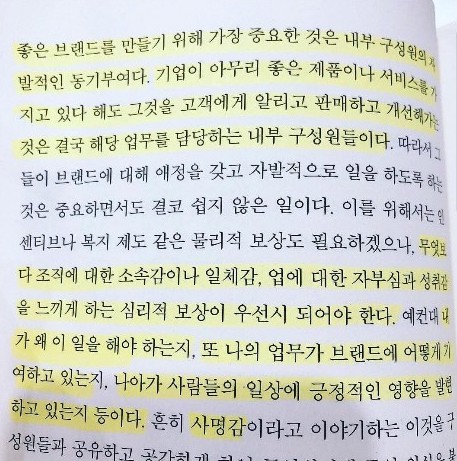 좋은 브랜드를 만들기 위해 가장 중요한 것은 내부 구성원의 자
발적인 동기부여다. 기업이 아무리 좋은 제품이나 서비스를 가
지고 있다 해도 그것을 고객에게 알리고 판매하고 개선해가는
것은 결국 해당 업무를 담당하는 내부 구성원들이다. 따라서 그
들이 브랜드에 대해 애정을 갖고 자발적으로 일을 하도록 하는
것은 중요하면서도 결코 쉽지 않은 일이다. 이를 위해서는 인
센티브나 복지 제도 같은 물리적 보상도 필요하겠으나, 무엇보
다 조직에 대한 소속감이나 일체감, 업에 대한 자부심과 성취감
을 느끼게 하는 심리적 보상이 우선시 되어야 한다. 예컨대 내
가 왜 이 일을 해야 하는지, 또 나의 업무가 브랜드에 어떻게 기
여하고 있는지, 나아가 사람들의 일상에 긍정적인 영향을 발현
하고 있는지 등이다. 흔히 사명감이라고 이야기하는 이것을 구
성원들과 공유하고